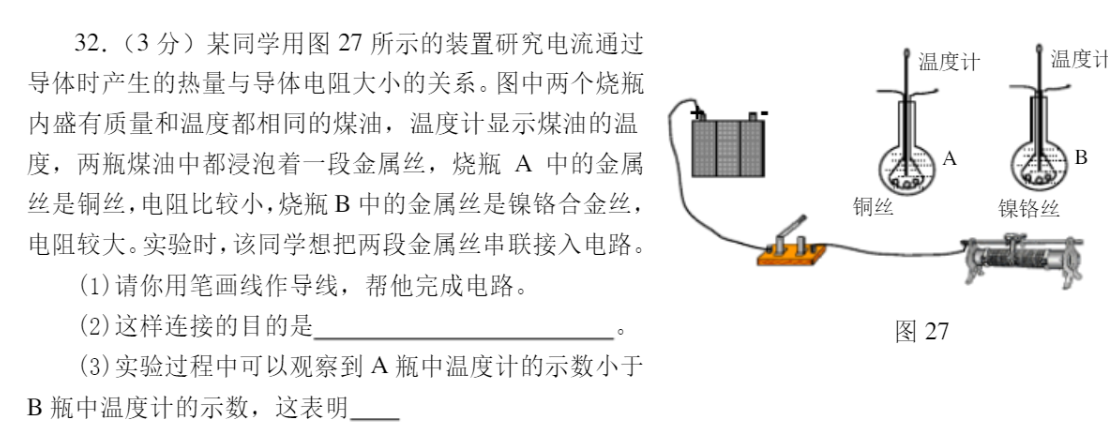 32.（3 分）某同学用图 27 所示的装置研究电流通过
导体时产生的热量与导体电阻大小的关系。图中两个烧瓶
内盛有质量和温度都相同的煤油，温度计显示煤油的温
度，两瓶煤油中都浸泡着一段金属丝，烧瓶 A 中的金属
丝是铜丝,电阻比较小,烧瓶 B 中的金属丝是镍铬合金丝,
电阻较大。实验时,该同学想把两段金属丝串联接入电路。
(1)请你用笔画线作导线，帮他完成电路。
(2)这样连接的目的是____________________。
(3)实验过程中可以观察到 A 瓶中温度计的示数小于
B 瓶中温度计的示数，这表明____
温度计
温度计
+ -
A
B
铜丝
镍铬丝
图 27